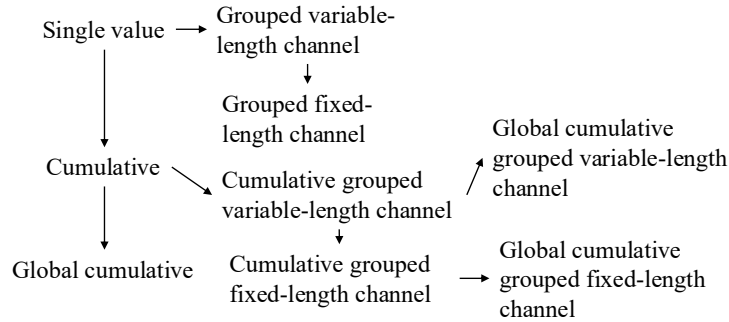 Single value
Grouped variable-
length channel
Grouped fixed-
length channel
Cumulative
Cumulative grouped
variable-length channel
Global cumulative
grouped variable-length
channel
Global cumulative
Cumulative grouped
fixed-length channel
Global cumulative
grouped fixed-length
channel